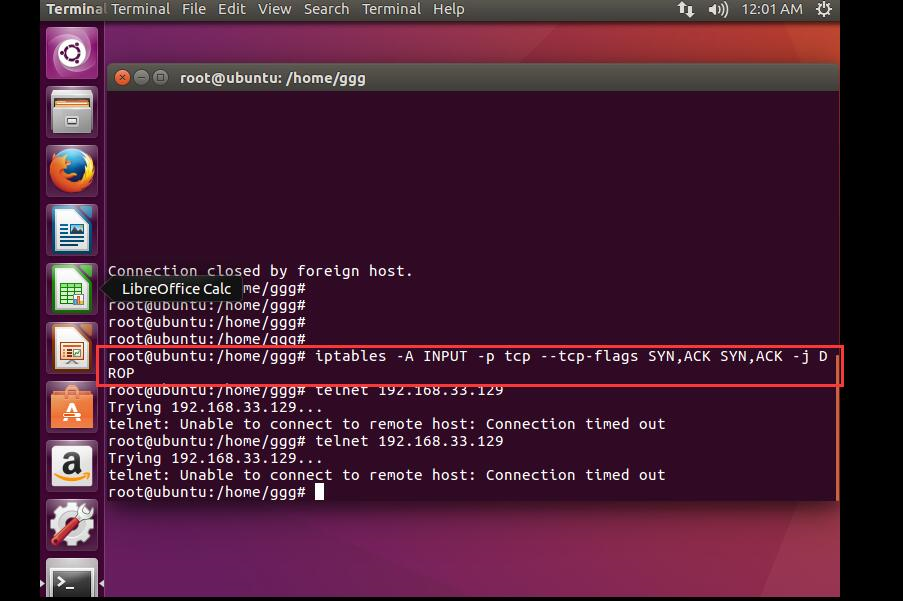 Terminal Terminal File Edit View Search Terminal Help 12:01 AM
root@ubuntu: /home/ggg
Connection closed by foreign host.
LibreOffice Calc
me/ggg#
root@ubuntu:/home/ggg#
root@ubuntu:/home/ggg#
root@ubuntu:/home/ggg#
root@ubuntu:/home/ggg# iptables -A INPUT -p tcp --tcp-flags SYN,ACK SYN,ACK -j D
ROP
root@ubuntu:/home/ggg# telnet 192.168.33.129
Trying 192.168.33.129...
telnet: Unable to connect to remote host: Connection timed out
root@ubuntu:/home/ggg# telnet 192.168.33.129
Trying 192.168.33.129...
telnet: Unable to connect to remote host: Connection timed out
root@ubuntu:/home/ggg#